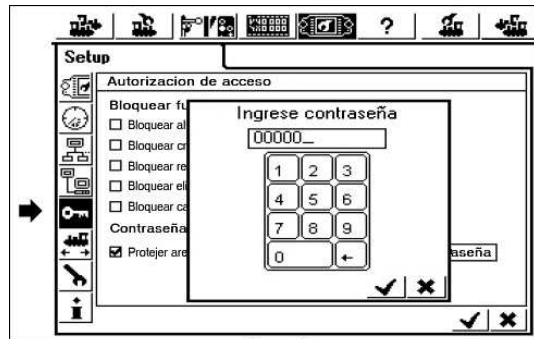 ?
Setup
Autorizacion de acceso
Bloquear fu
Bloquear al
Bloquear cr
Bloquear re
Bloquear eli
Bloquear ca
Contraseña
Protejer are
aseña
Ingrese contraseña
00000_
1 2 3
4 5 6
7 8 9
0 ←